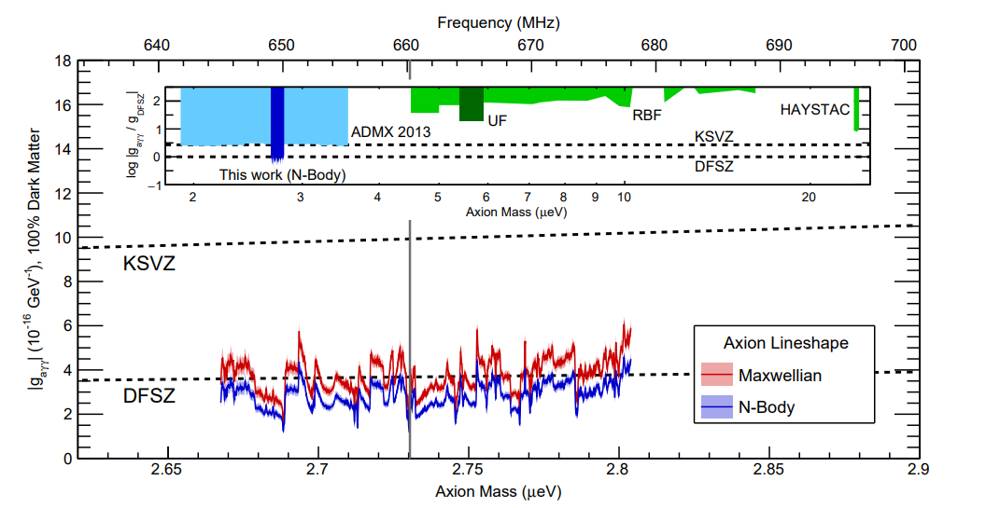 Frequency (MHz)
640 650 660 670 680 690 700
|g_aγγ| (10^-16 GeV^-1), 100% Dark Matter
18
16
14
12
10
8
6
4
2
0
log |g_aγγ / g_DFSZ|
2
1
0
−1
ADMX 2013
UF
RBF
HAYSTAC
KSVZ
DFSZ
This work (N-Body)
2 3 4 5 6 7 8 9 10 20
Axion Mass (μeV)
KSVZ
DFSZ
Axion Lineshape
Maxwellian
N-Body
2.65 2.7 2.75 2.8 2.85 2.9
Axion Mass (μeV)